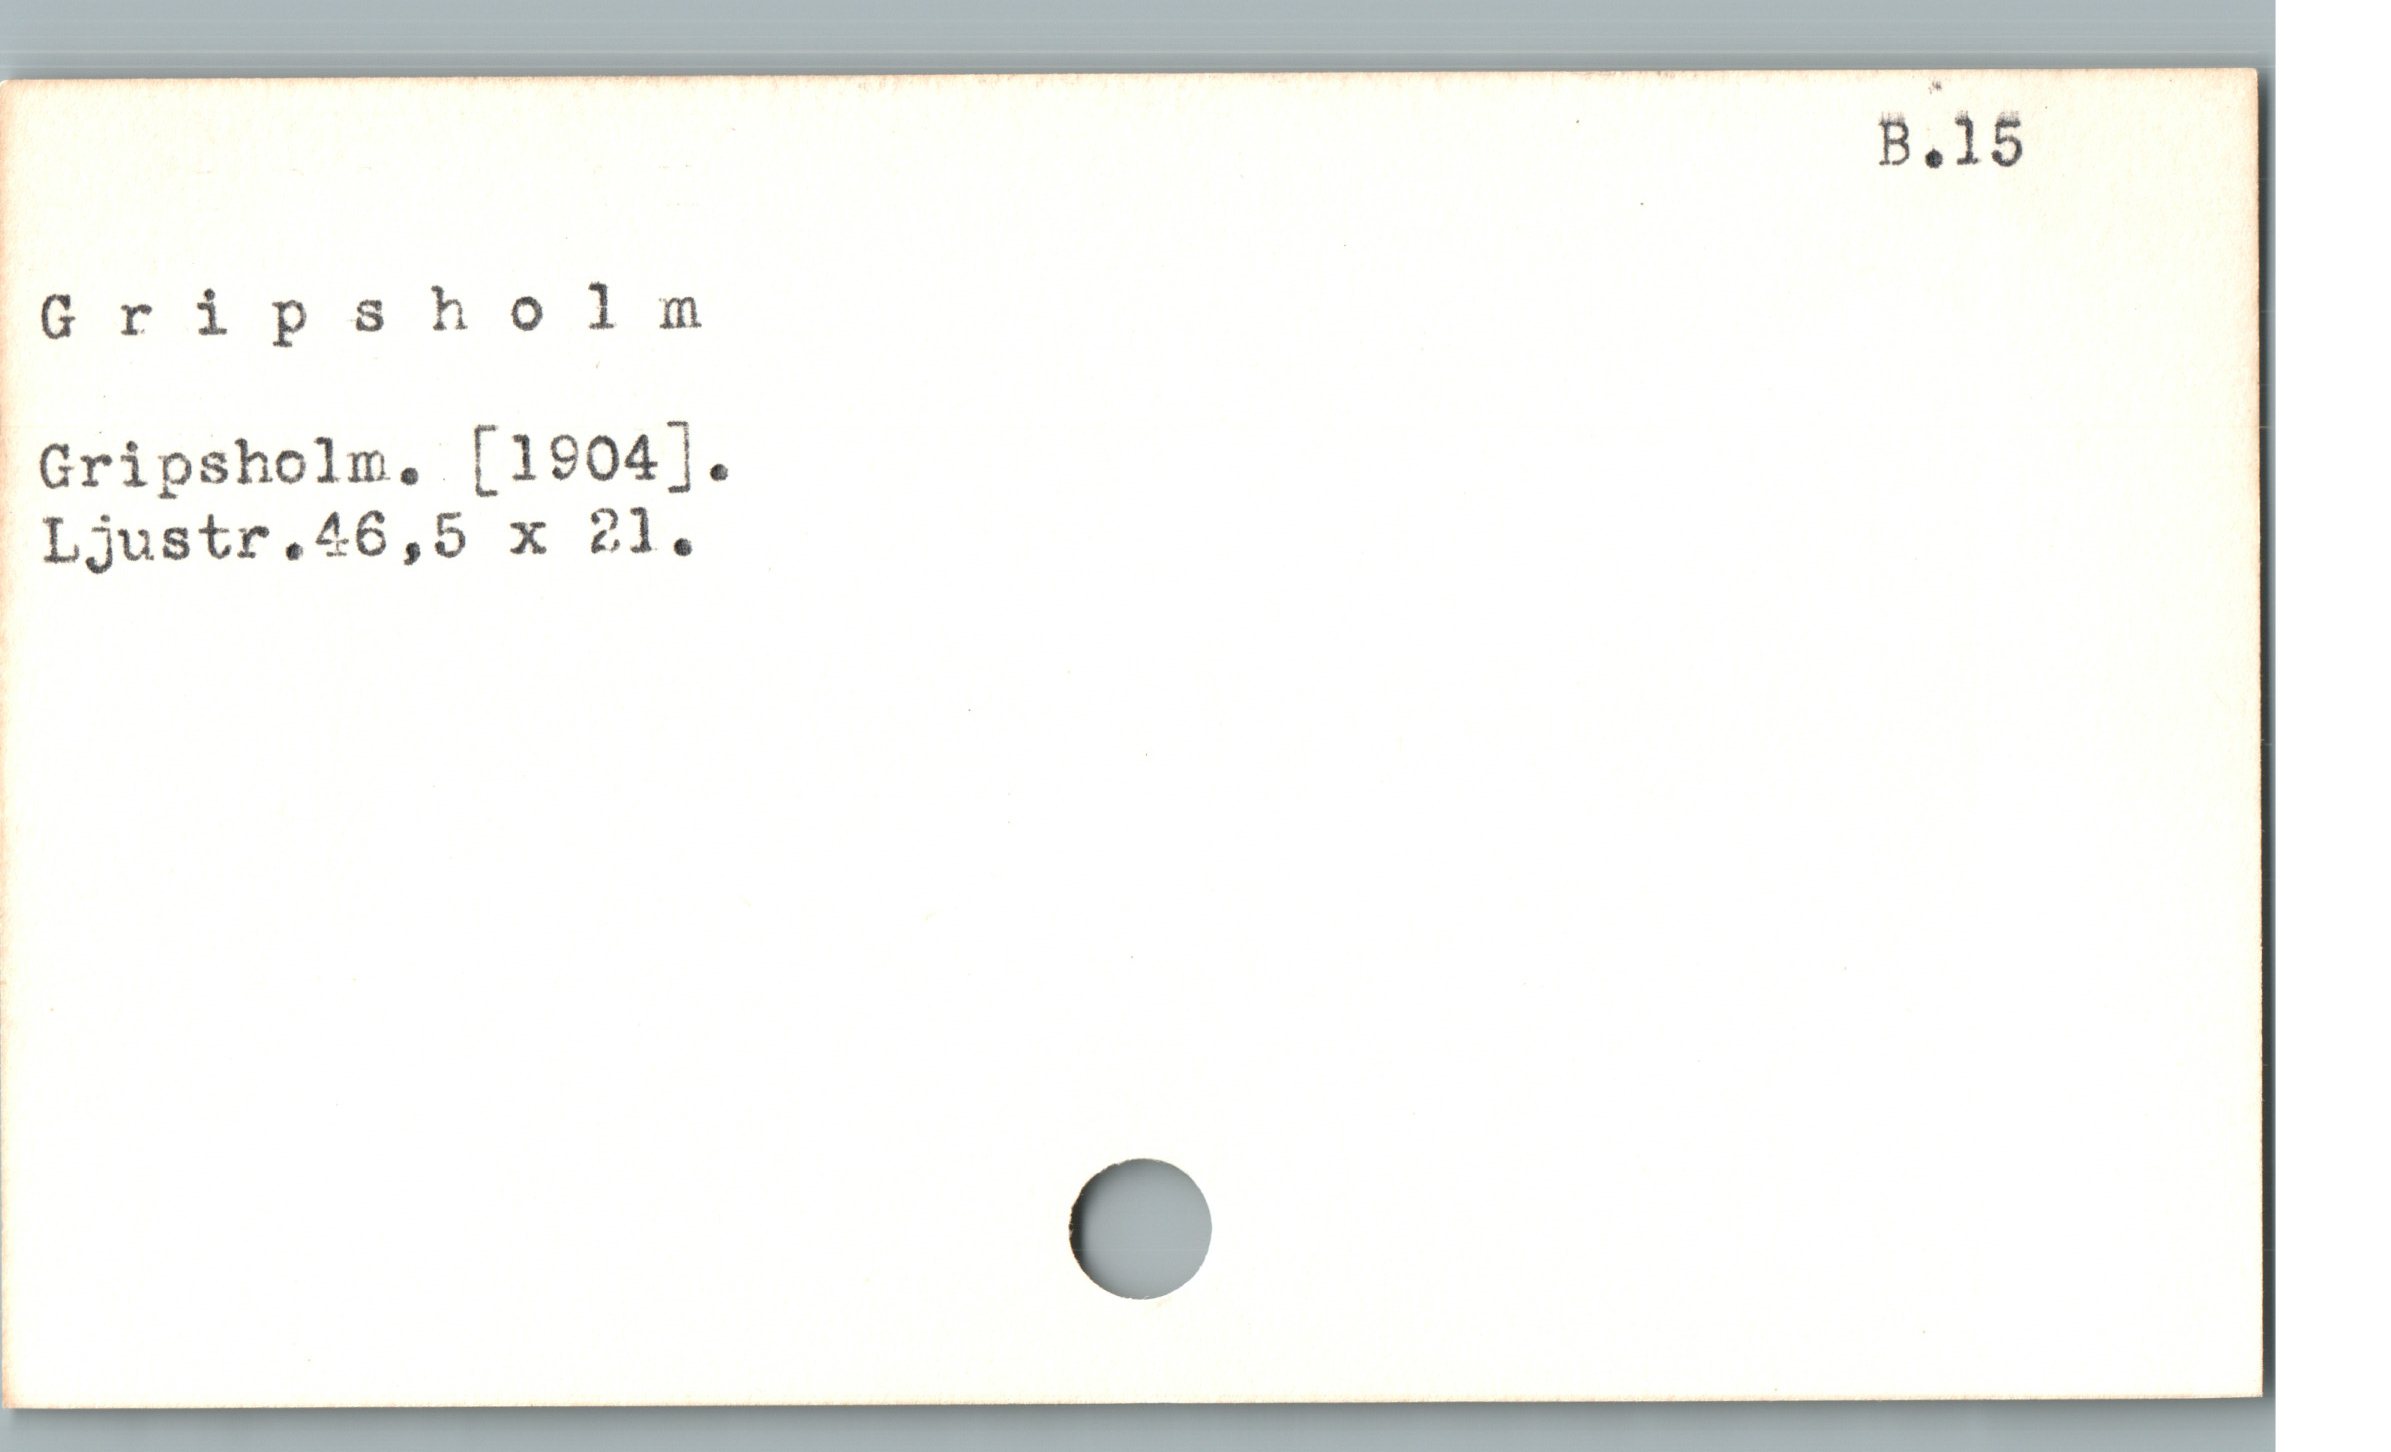 B.15
G r i p s h o l m
Gripsholm. [1904].
Ljustr.46,5 x 21.